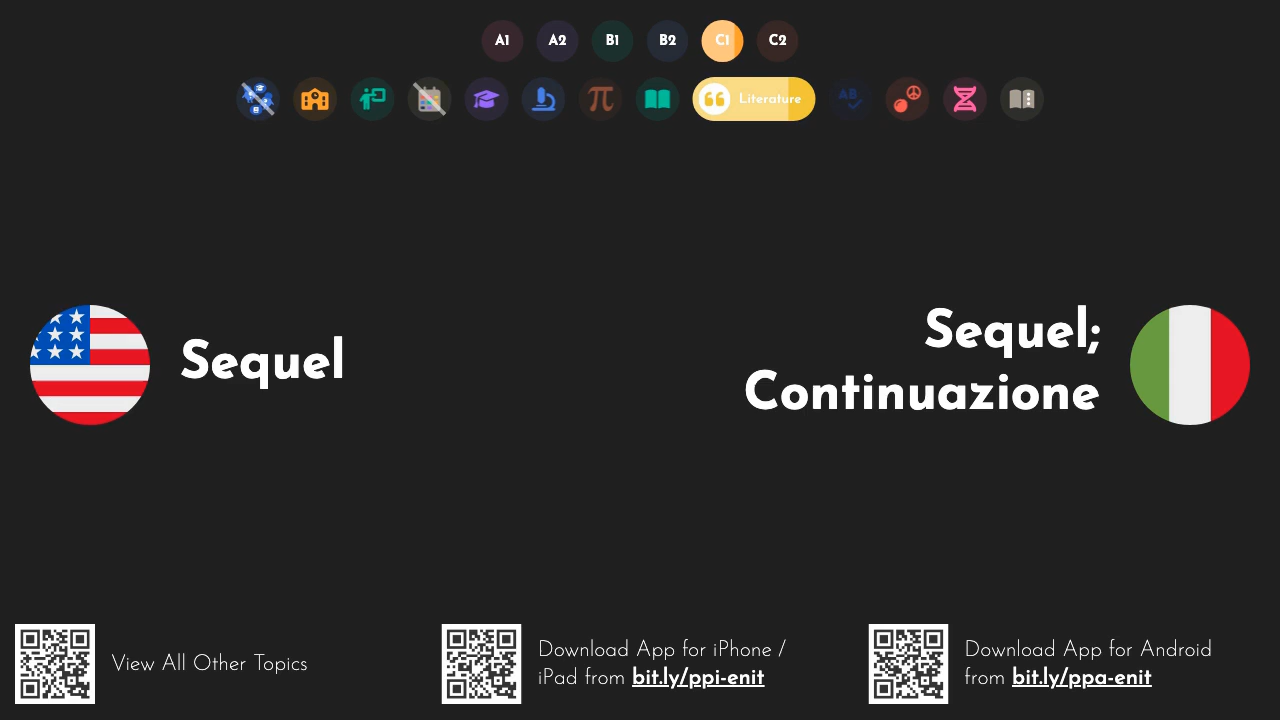 A1 A2 B1 B2 C1 C2
Literature
Sequel
Sequel;
Continuazione
View All Other Topics
Download App for iPhone /
iPad from bit.ly/ppi-enit
Download App for Android
from bit.ly/ppa-enit